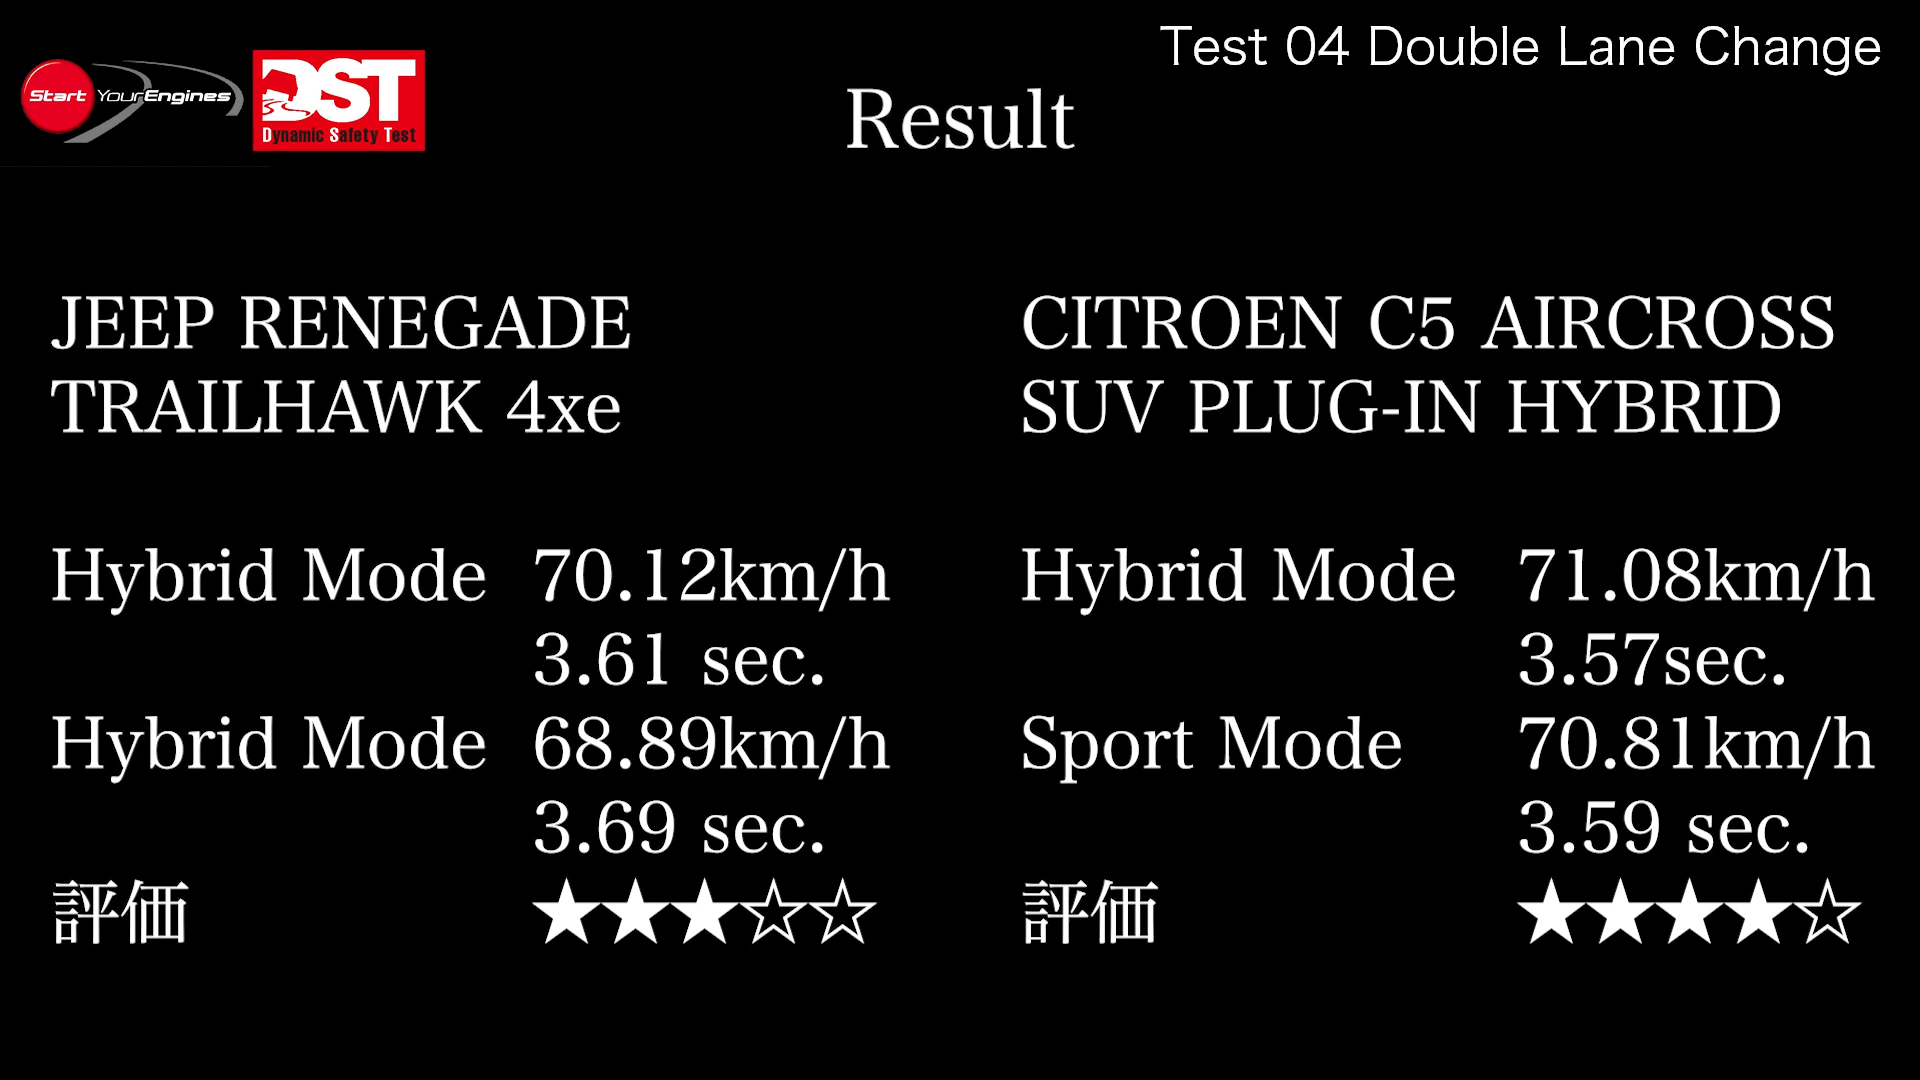 Test 04 Double Lane Change
Start YourEngines
DST
Dynamic Safety Test
Result
JEEP RENEGADE
TRAILHAWK 4xe
Hybrid Mode 70.12km/h
3.61 sec.
Hybrid Mode 68.89km/h
3.69 sec.
評価 ★★★☆☆
CITROEN C5 AIRCROSS
SUV PLUG-IN HYBRID
Hybrid Mode 71.08km/h
3.57sec.
Sport Mode 70.81km/h
3.59 sec.
評価 ★★★★☆